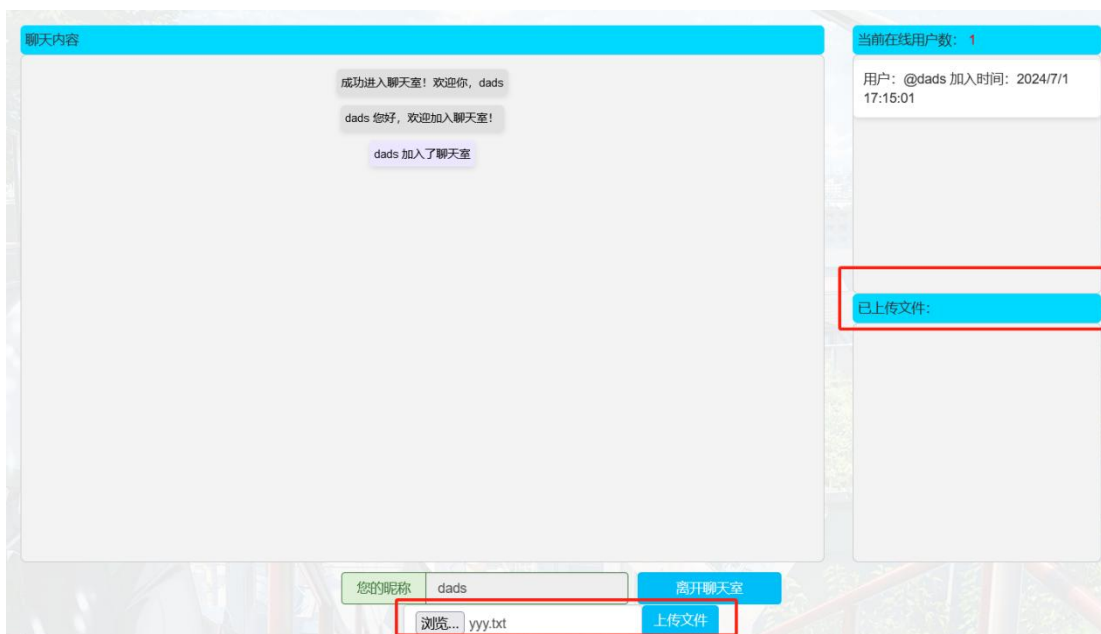 聊天内容
成功进入聊天室！欢迎你，dads
dads 您好，欢迎加入聊天室！
dads 加入了聊天室
当前在线用户数： 1
用户：@dads 加入时间：2024/7/1
17:15:01
已上传文件:
您的昵称 dads 离开聊天室
浏览... yyy.txt 上传文件